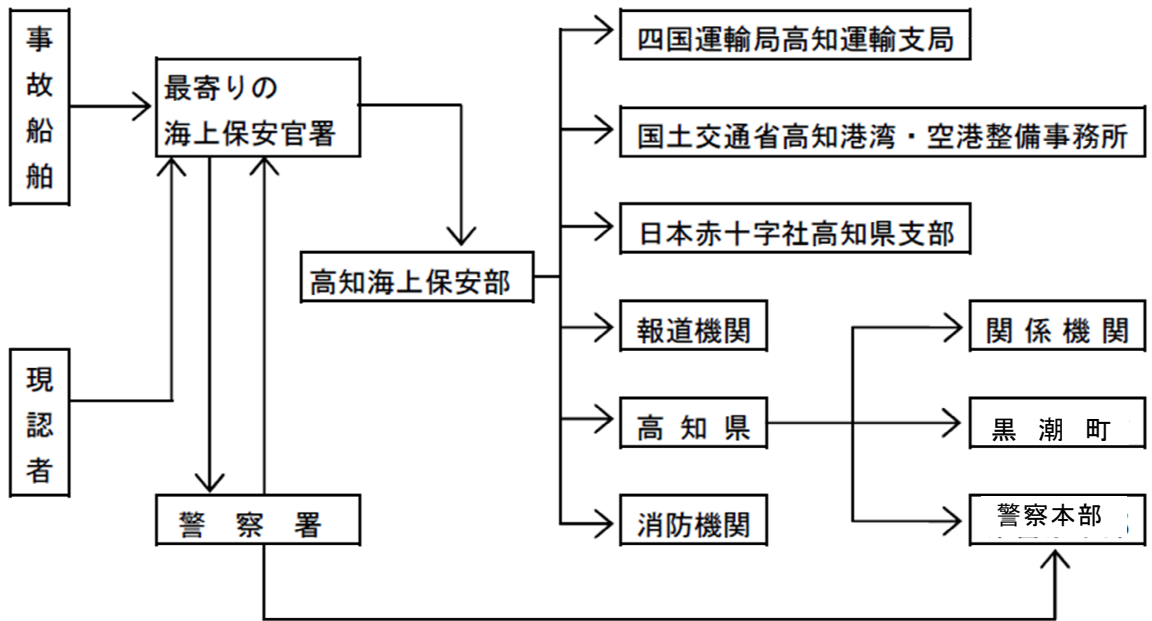 事故船舶
最寄りの
海上保安官署
現認者
警察署
高知海上保安部
四国運輸局高知運輸支局
国土交通省高知港湾・空港整備事務所
日本赤十字社高知県支部
報道機関
高知県
消防機関
関係機関
黒潮町
警察本部